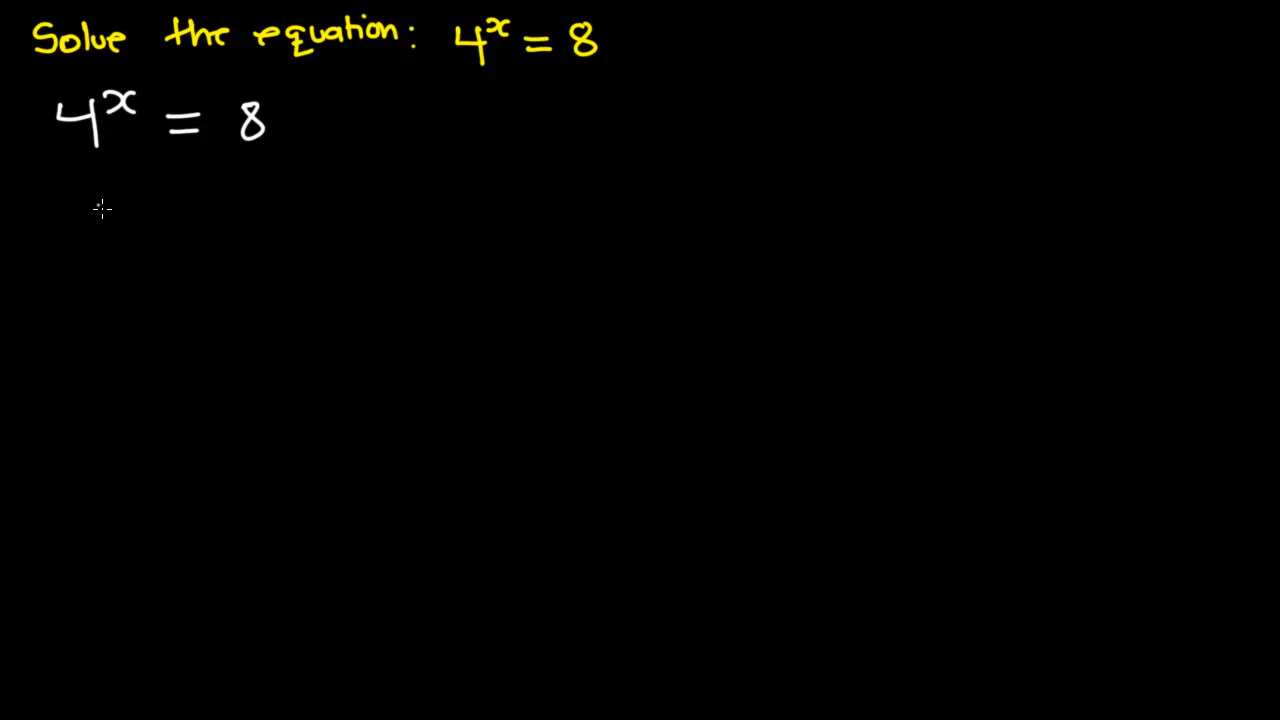 Solve the equation: 4^x = 8
4^x = 8